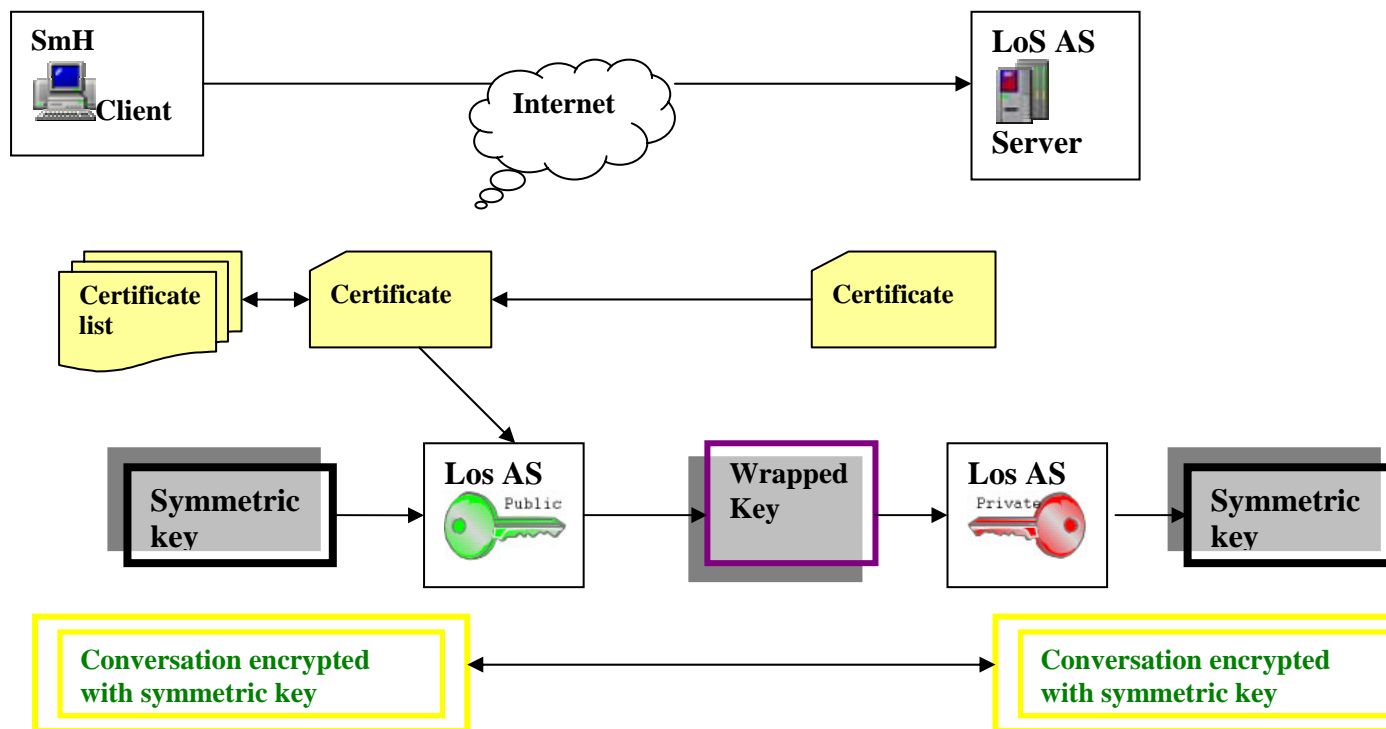 SmH
Client
Internet
LoS AS
Server
Certificate
list
Certificate
Certificate
Symmetric
key
Los AS
Public
Wrapped
Key
Los AS
Private
Symmetric
key
Conversation encrypted
with symmetric key
Conversation encrypted
with symmetric key